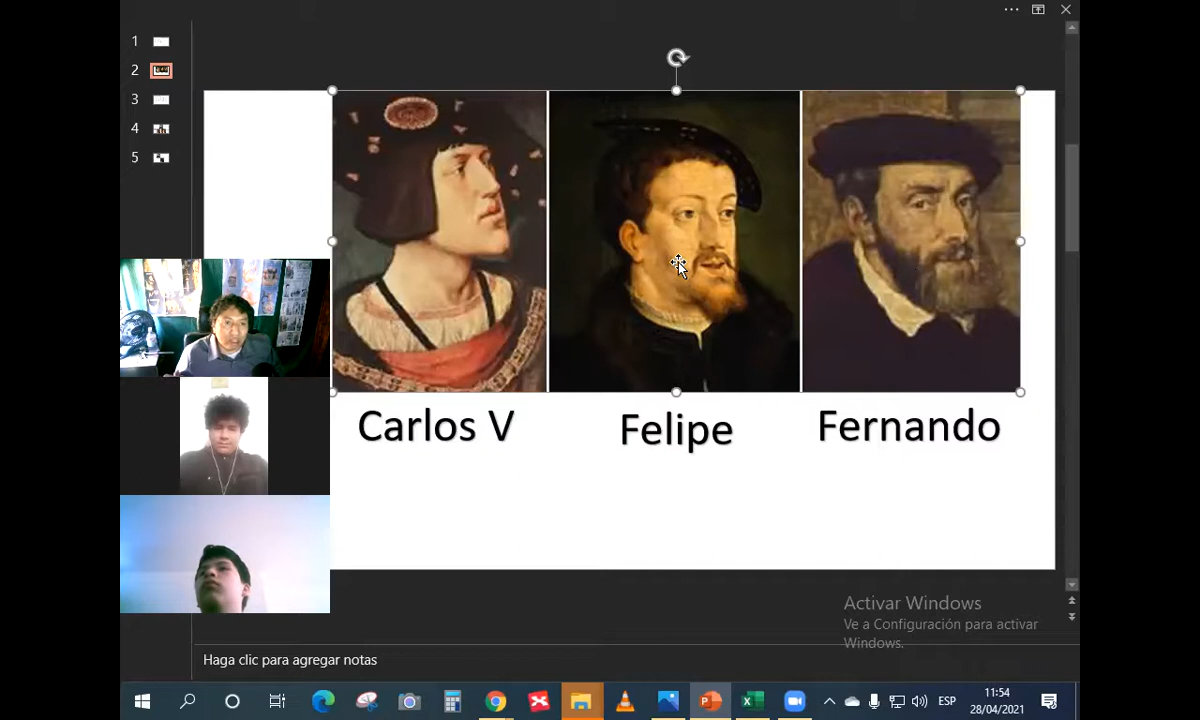 1
2
3
4
5
Carlos V
Felipe
Fernando
Activar Windows
Ve a Configuración para activar
Windows.
Haga clic para agregar notas
ESP
11:54
28/04/2021